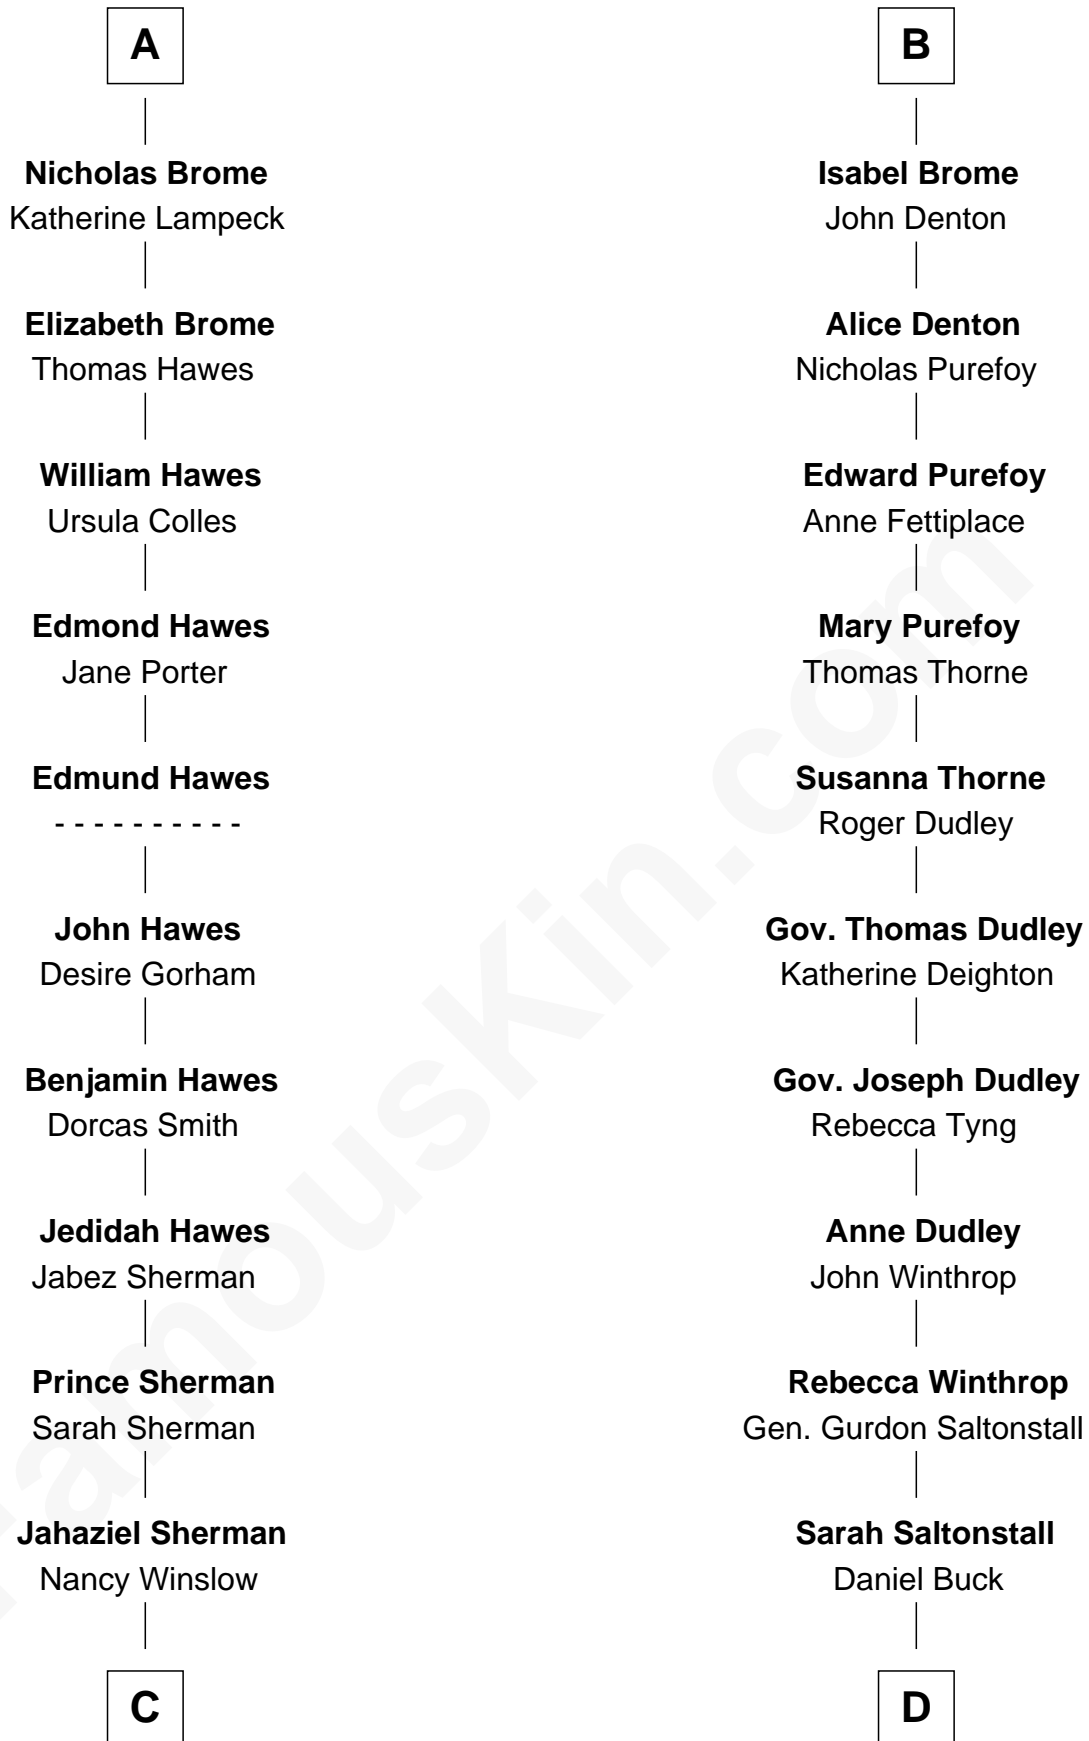 A
Nicholas Brome
Katherine Lampeck
Elizabeth Brome
Thomas Hawes
William Hawes
Ursula Colles
Edmond Hawes
Jane Porter
Edmund Hawes
- - - - - - - - - -
John Hawes
Desire Gorham
Benjamin Hawes
Dorcas Smith
Jedidah Hawes
Jabez Sherman
Prince Sherman
Sarah Sherman
Jahaziel Sherman
Nancy Winslow
C
B
Isabel Brome
John Denton
Alice Denton
Nicholas Purefoy
Edward Purefoy
Anne Fettiplace
Mary Purefoy
Thomas Thorne
Susanna Thorne
Roger Dudley
Gov. Thomas Dudley
Katherine Deighton
Gov. Joseph Dudley
Rebecca Tyng
Anne Dudley
John Winthrop
Rebecca Winthrop
Gen. Gurdon Saltonstall
Sarah Saltonstall
Daniel Buck
D
FamousKin.com